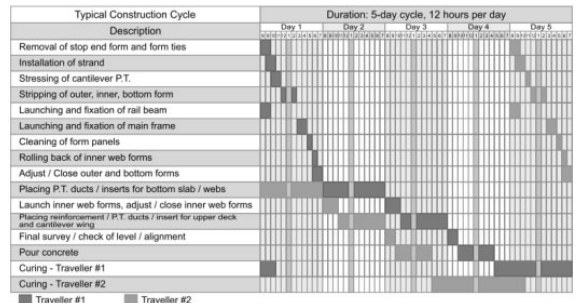 Typical Construction Cycle
Duration: 5-day cycle, 12 hours per day
Description
Day 1 Day 2 Day 3 Day 4 Day 5
Removal of stop end form and form ties
Installation of strand
Stressing of cantilever P.T.
Stripping of outer, inner, bottom form
Launching and fixation of rail beam
Launching and fixation of main frame
Cleaning of form panels
Rolling back of inner web forms
Adjust / Close outer and bottom forms
Placing P.T. ducts / inserts for bottom slab / webs
Launch inner web forms, adjust / close inner web forms
Placing reinforcement / P.T. ducts / insert for upper deck
and cantilever wing
Final survey / check of level / alignment
Pour concrete
Curing - Traveller #1
Curing - Traveller #2
Traveller #1 Traveller #2